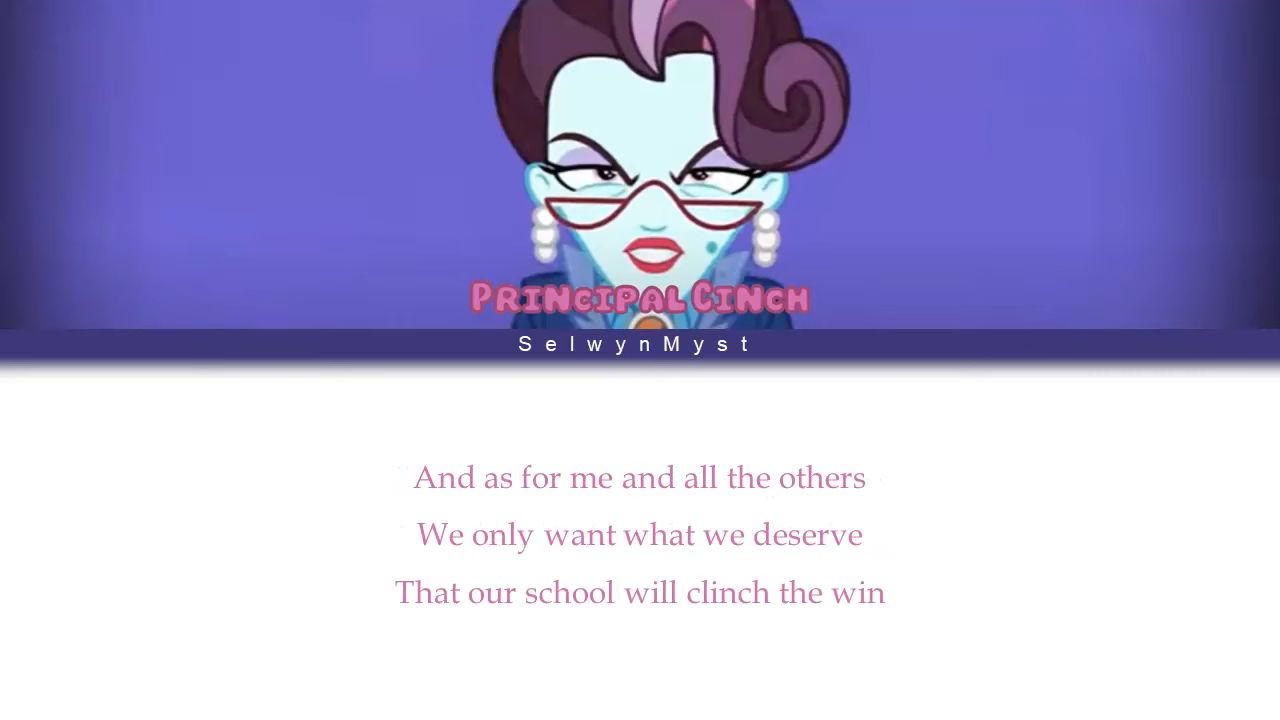 Principal Cinch
SelwynMyst
And as for me and all the others
We only want what we deserve
That our school will clinch the win